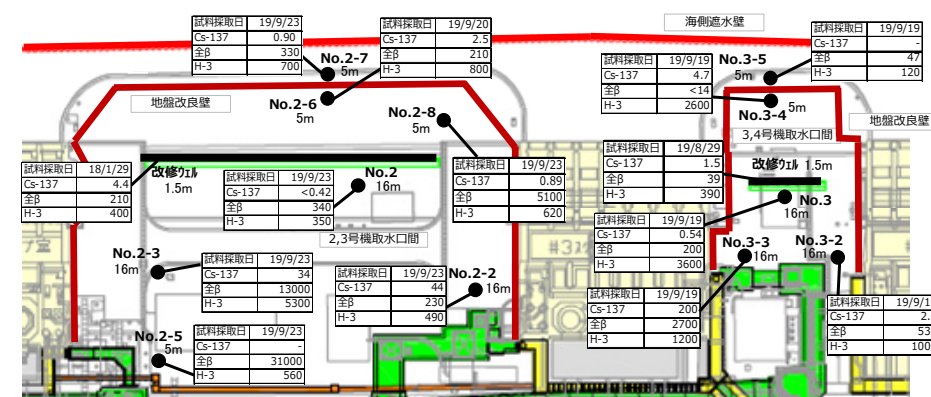 海側遮水壁
試料採取日 19/9/23
Cs-137 0.90
全β 330
H-3 700
試料採取日 19/9/20
Cs-137 2.5
全β 210
H-3 800
試料採取日 19/9/19
Cs-137 -
全β 47
H-3 120
No.2-7
5m
No.3-5
5m
試料採取日 19/9/19
Cs-137 4.7
全β <14
H-3 2600
地盤改良壁
No.2-6
5m
No.2-8
5m
5m
No.3-4
地盤改良壁
3,4号機取水口間
試料採取日 18/1/29
Cs-137 4.4
全β 210
H-3 400
改修ウェル
1.5m
試料採取日 19/9/23
Cs-137 <0.42
全β 340
H-3 350
No.2
16m
試料採取日 19/9/23
Cs-137 0.89
全β 5100
H-3 620
試料採取日 19/8/29
Cs-137 1.5
全β 39
H-3 390
改修ウェル 1.5m
No.3
16m
2,3号機取水口間
試料採取日 19/9/19
Cs-137 0.54
全β 200
H-3 3600
No.2-3
16m
試料採取日 19/9/23
Cs-137 34
全β 13000
H-3 5300
試料採取日 19/9/23
Cs-137 44
全β 230
H-3 490
No.2-2
16m
No.3-3
16m
No.3-2
16m
試料採取日 19/9/19
Cs-137 200
全β 2700
H-3 1200
試料採取日 19/9/1
Cs-137 2.
全β 53
H-3 100
No.2-5
5m
試料採取日 19/9/23
Cs-137 -
全β 31000
H-3 560